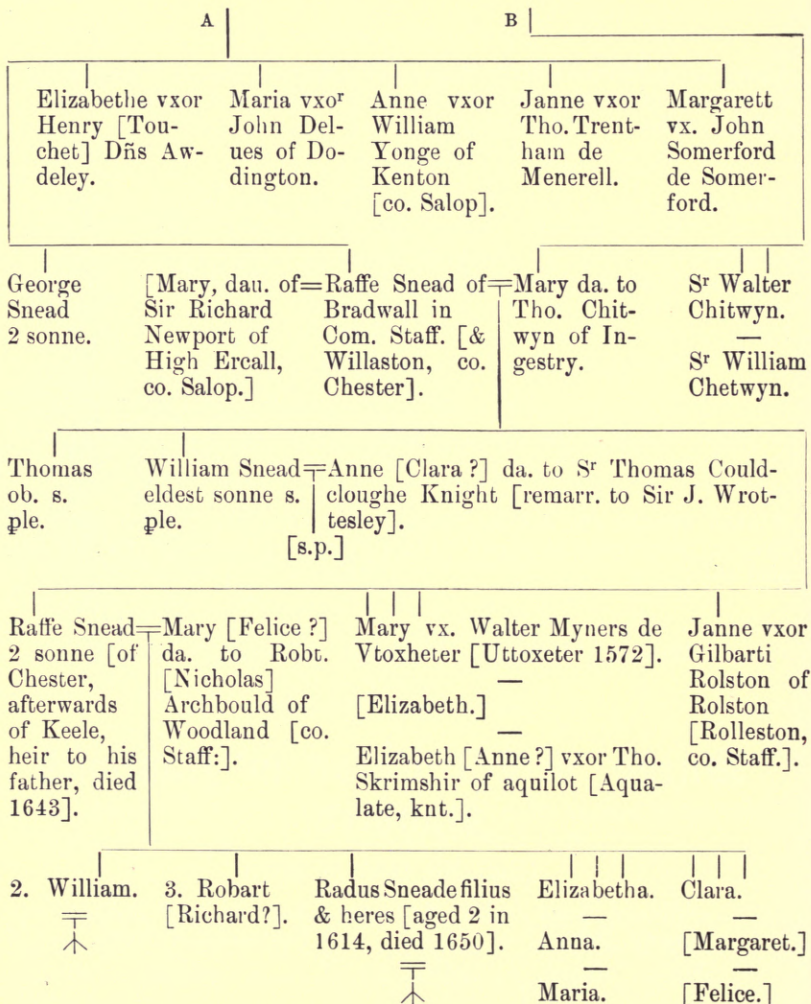 A
B
Elizabethe vxor
Henry [Tou-
chet] Dñs Aw-
deley.
Maria vxoʳ
John Del-
ues of Do-
dington.
Anne vxor
William
Yonge of
Kenton
[co. Salop].
Janne vxor
Tho. Trent-
ham de
Menerell.
Margarett
vx. John
Somerford
de Somer-
ford.
George
Snead
2 sonne.
[Mary, dau. of
Sir Richard
Newport of
High Ercall,
co. Salop.]
Raffe Snead of
Bradwall in
Com. Staff. [&
Willaston, co.
Chester].
Mary da. to
Tho. Chit-
wyn of In-
gestry.
Sʳ Walter
Chitwyn.
—
Sʳ William
Chetwyn.
Thomas
ob. s.
ꝑle.
William Snead
eldest sonne s.
ꝑle.
Anne [Clara ?] da. to Sʳ Thomas Could-
cloughe Knight [remarr. to Sir J. Wrot-
tesley].
[s.p.]
Raffe Snead
2 sonne [of
Chester,
afterwards
of Keele,
heir to his
father, died
1643].
Mary [Felice ?]
da. to Robt.
[Nicholas]
Archbould of
Woodland [co.
Staff:].
Mary vx. Walter Myners de
Vtoxheter [Uttoxeter 1572].
—
[Elizabeth.]
—
Elizabeth [Anne ?] vxor Tho.
Skrimshir of aquilot [Aqua-
late, knt.].
Janne vxor
Gilbarti
Rolston of
Rolston
[Rolleston,
co. Staff.].
2. William.
3. Robart
[Richard?].
Radus Sneade filius
& heres [aged 2 in
1614, died 1650].
Elizabetha.
—
Anna.
—
Maria.
Clara.
—
[Margaret.]
—
[Felice.]